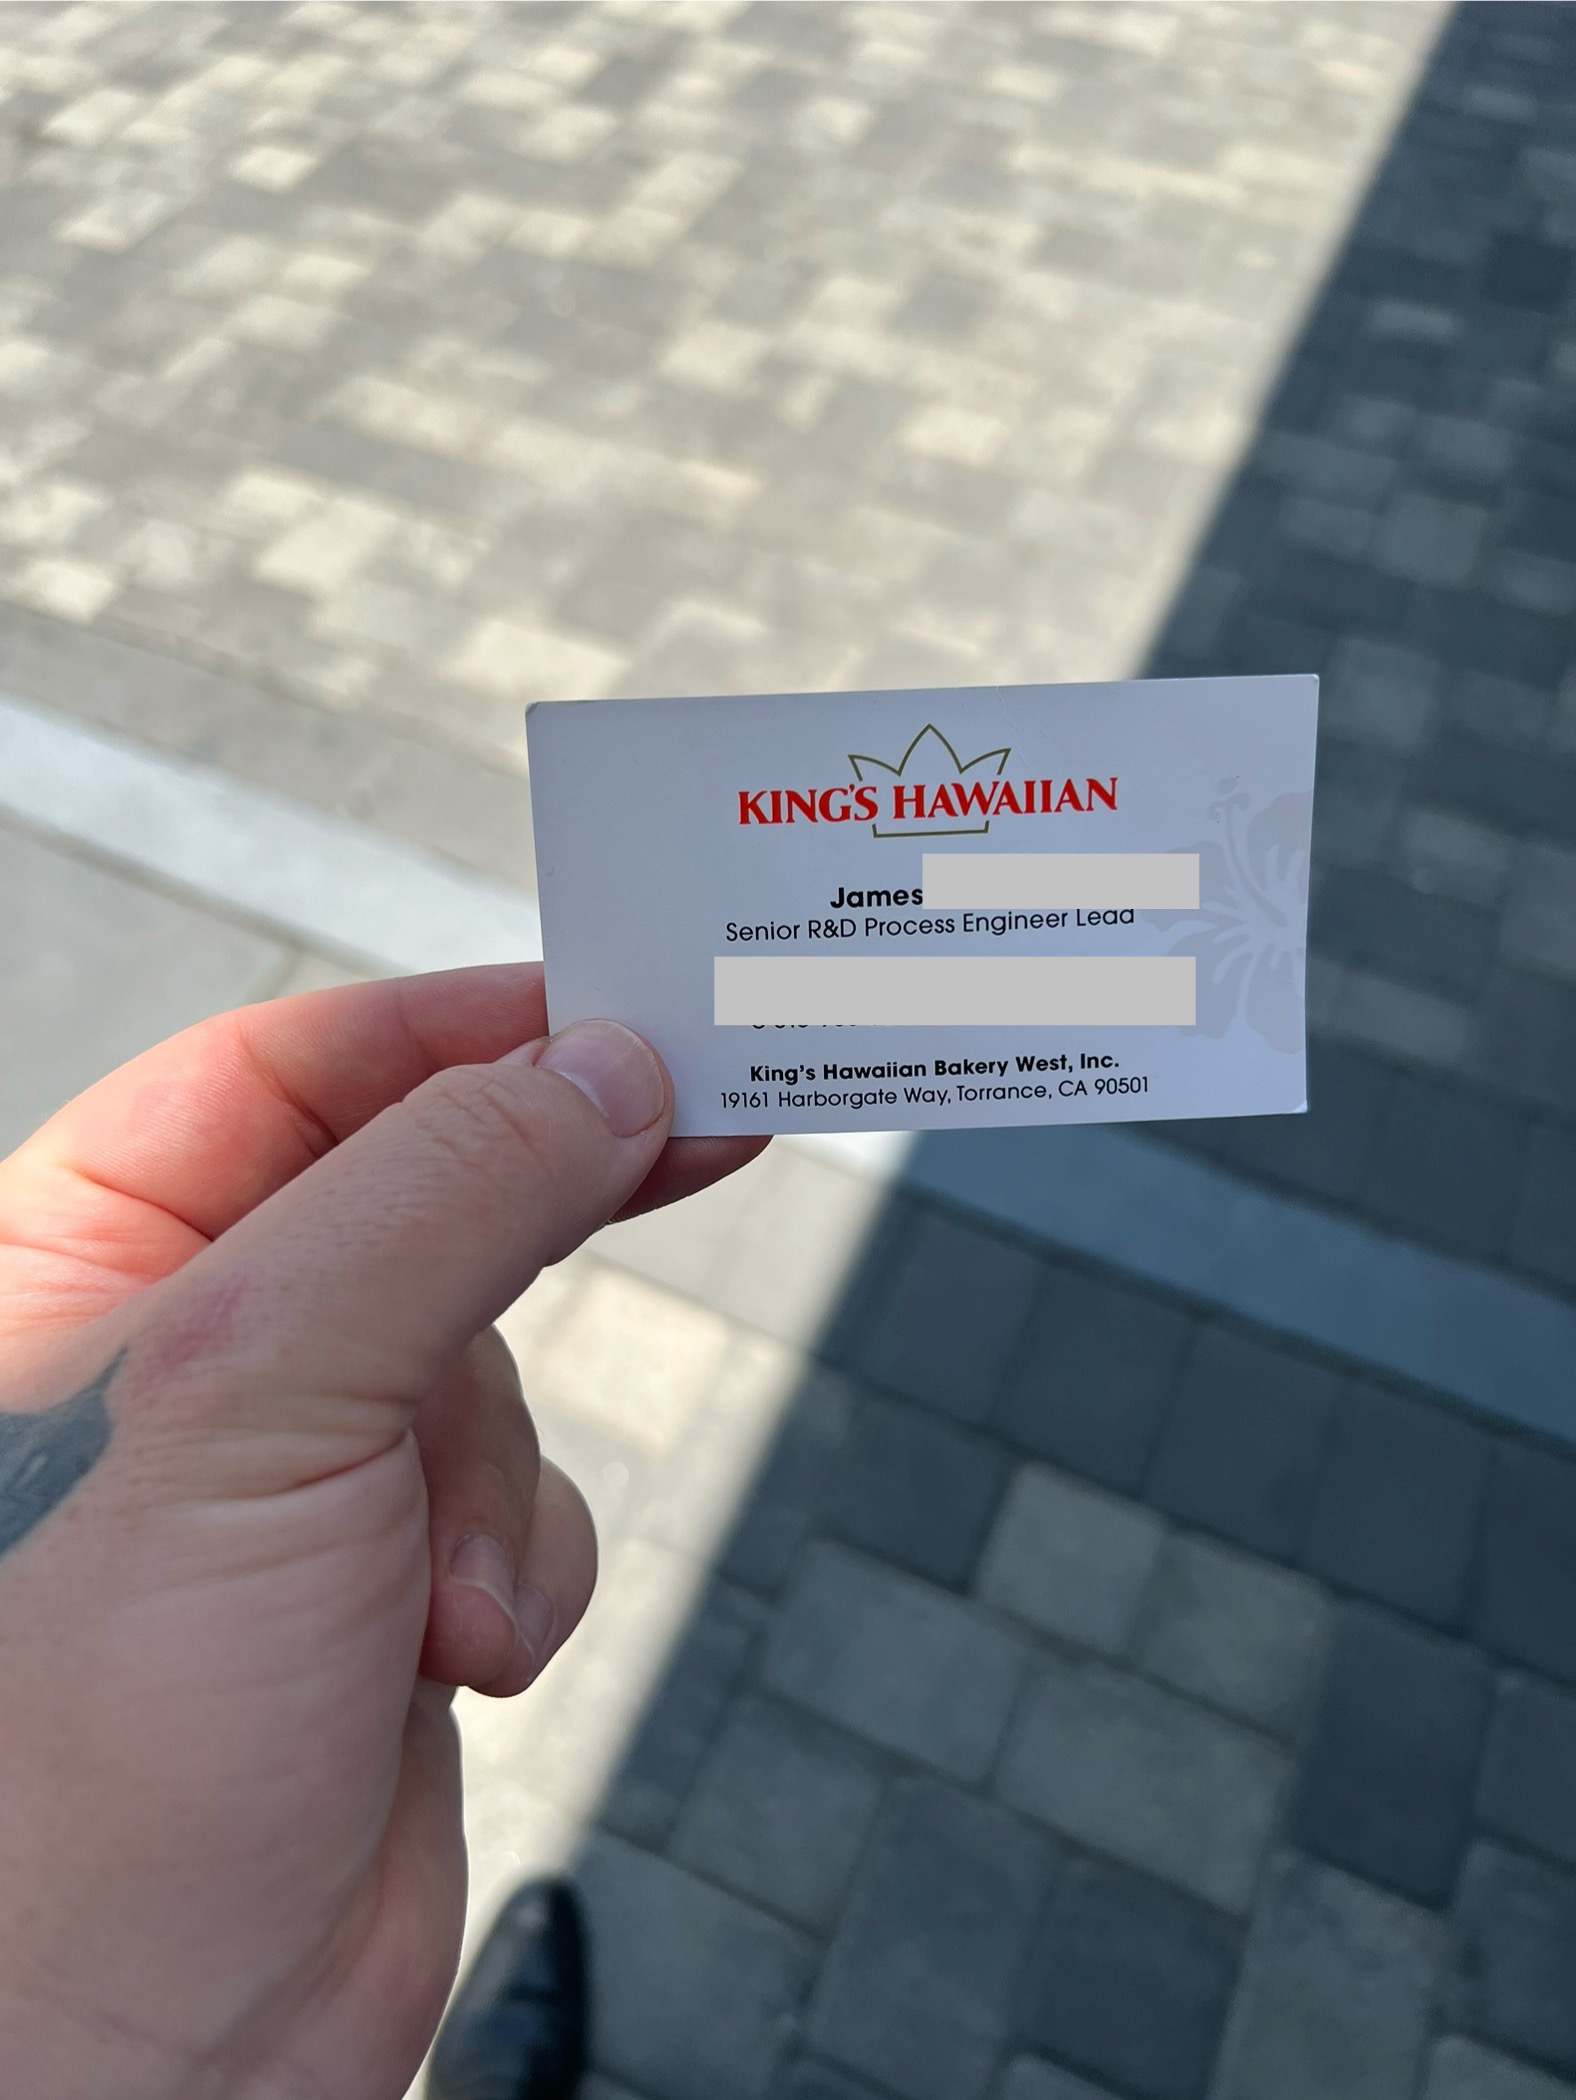 KING'S HAWAIIAN
James
Senior R&D Process Engineer Lead
King's Hawaiian Bakery West, Inc.
19161 Harborgate Way, Torrance, CA 90501